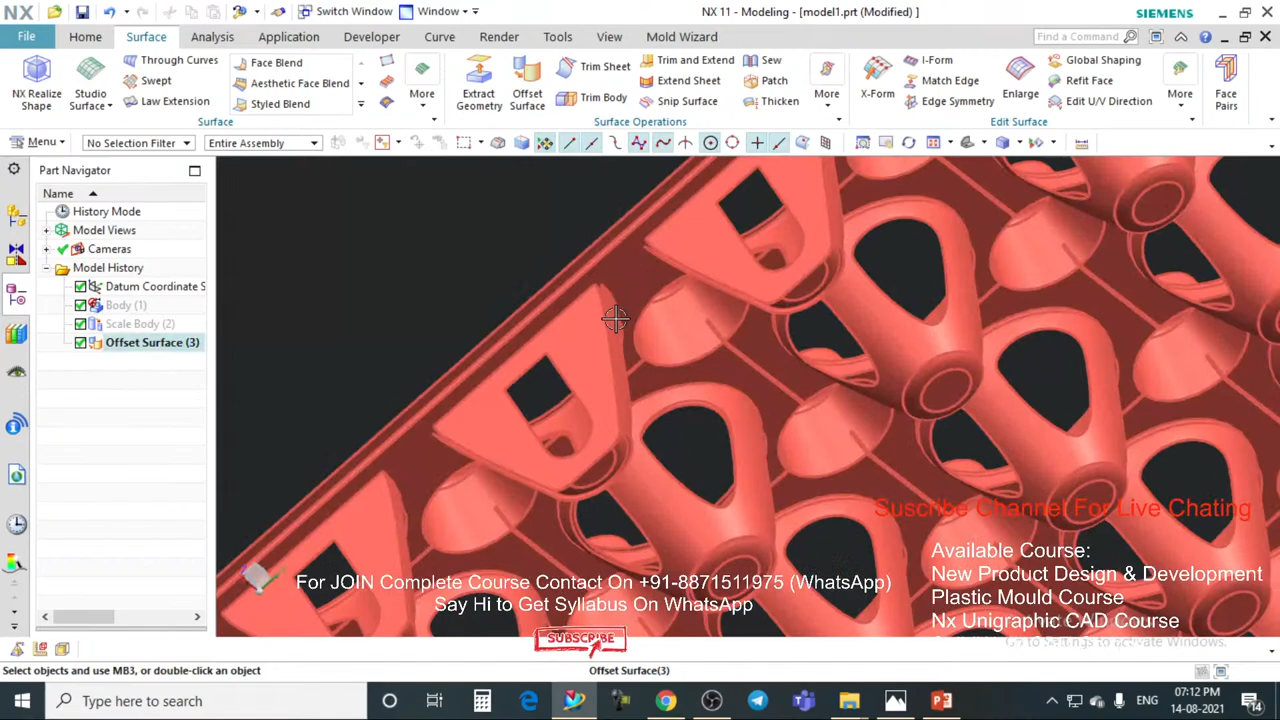 NX
Switch Window
Window
NX 11 - Modeling - [model1.prt (Modified) ]
SIEMENS
File
Home
Surface
Analysis
Application
Developer
Curve
Render
Tools
View
Mold Wizard
Find a Command
NX Realize Shape
Studio Surface
Through Curves
Swept
Law Extension
Face Blend
Aesthetic Face Blend
Styled Blend
More
Surface
Extract Geometry
Offset Surface
Trim Sheet
Trim Body
Trim and Extend
Extend Sheet
Snip Surface
Sew
Patch
Thicken
More
Surface Operations
X-Form
I-Form
Match Edge
Edge Symmetry
Enlarge
Global Shaping
Refit Face
Edit U/V Direction
More
Edit Surface
Face Pairs
Menu
No Selection Filter
Entire Assembly
Part Navigator
Name
History Mode
Model Views
Cameras
Model History
Datum Coordinate S
Body (1)
Scale Body (2)
Offset Surface (3)
Suscribe Channel For Live Chating
Available Course:
New Product Design & Development
Plastic Mould Course
Nx Unigraphic CAD Course
Go to Settings to activate Windows.
For JOIN Complete Course Contact On +91-8871511975 (WhatsApp)
Say Hi to Get Syllabus On WhatsApp
SUBSCRIBE
Select objects and use MB3, or double-click an object
Offset Surface(3)
Type here to search
ENG
07:12 PM
14-08-2021
14